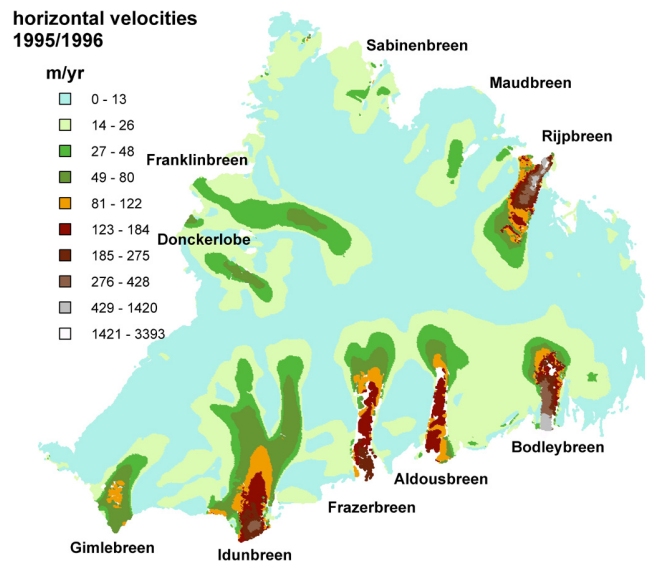 horizontal velocities
1995/1996
m/yr
0 - 13
14 - 26
27 - 48
49 - 80
81 - 122
123 - 184
185 - 275
276 - 428
429 - 1420
1421 - 3393
Sabinenbreen
Maudbreen
Rijpbreen
Franklinbreen
Donckerlobe
Bodleybreen
Aldousbreen
Frazerbreen
Gimlebreen
Idunbreen